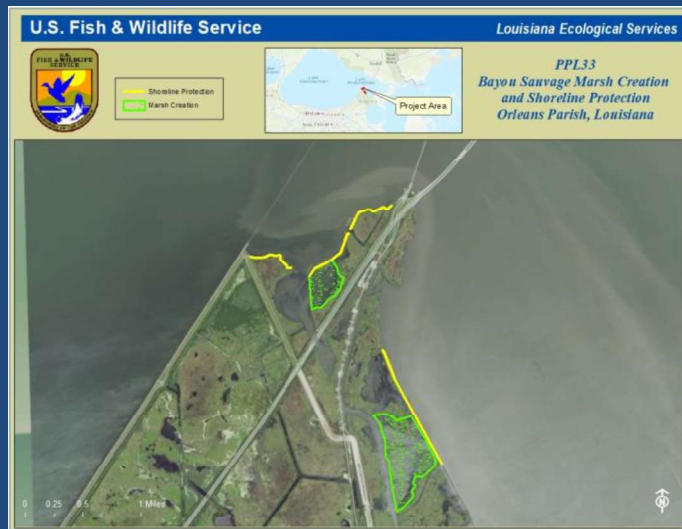 U.S. Fish & Wildlife Service
Louisiana Ecological Services
U.S.
FISH & WILDLIFE
SERVICE
Shoreline Protection
Marsh Creation
Project Area
PPL33
Bayou Sauvage Marsh Creation
and Shoreline Protection
Orleans Parish, Louisiana
0 0.25 0.5 1 Miles
N